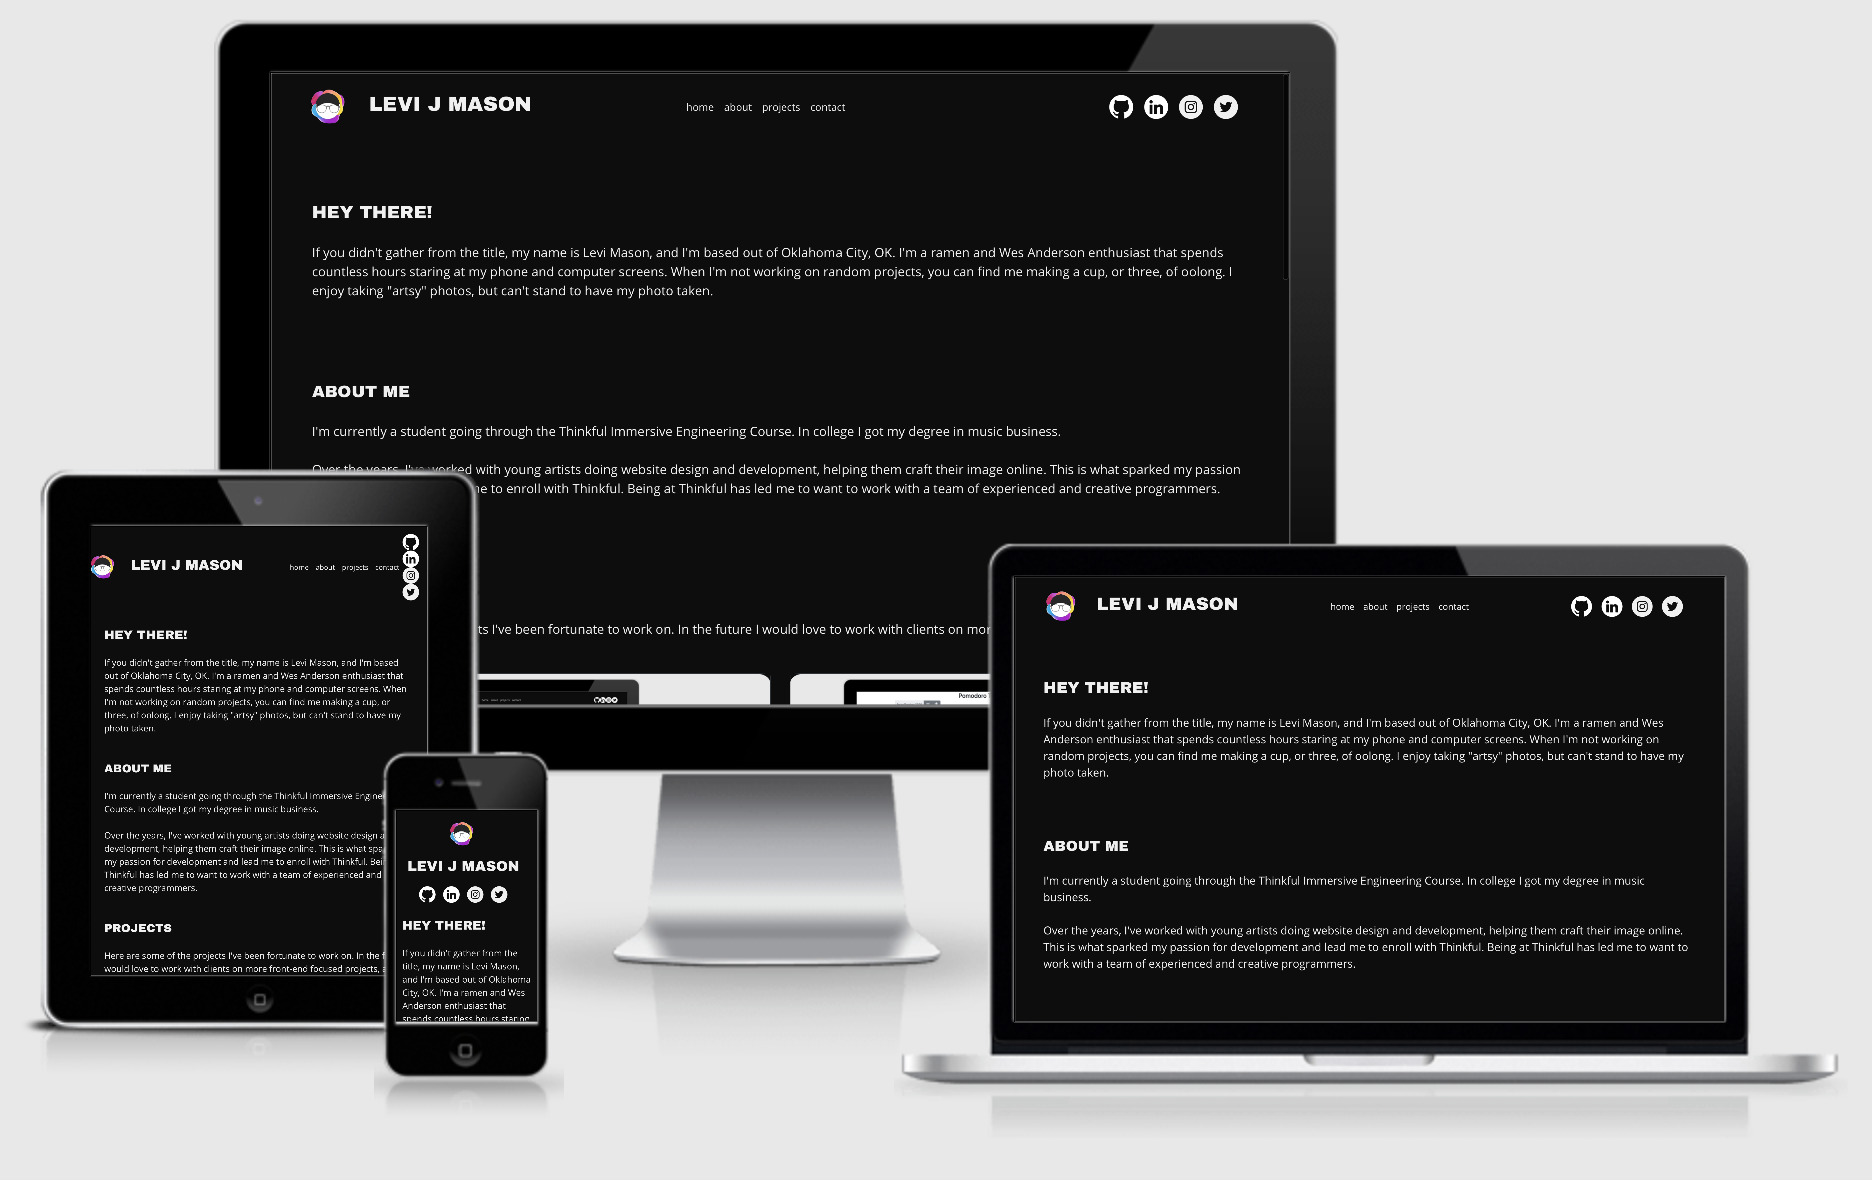 LEVI J MASON
home about projects contact
HEY THERE!
If you didn't gather from the title, my name is Levi Mason, and I'm based out of Oklahoma City, OK. I'm a ramen and Wes Anderson enthusiast that spends
countless hours staring at my phone and computer screens. When I'm not working on random projects, you can find me making a cup, or three, of oolong. I
enjoy taking "artsy" photos, but can't stand to have my photo taken.
ABOUT ME
I'm currently a student going through the Thinkful Immersive Engineering Course. In college I got my degree in music business.
Over the years, I've worked with young artists doing website design and development, helping them craft their image online. This is what sparked my passion
me to enroll with Thinkful. Being at Thinkful has led me to want to work with a team of experienced and creative programmers.
I've been fortunate to work on. In the future I would love to work with clients on
Pomodoro
LEVI J MASON
home about projects contact
HEY THERE!
If you didn't gather from the title, my name is Levi Mason, and I'm based
out of Oklahoma City, OK. I'm a ramen and Wes Anderson enthusiast that
spends countless hours staring at my phone and computer screens. When
I'm not working on random projects, you can find me making a cup, or
three, of oolong. I enjoy taking "artsy" photos, but can't stand to have my
photo taken.
ABOUT ME
I'm currently a student going through the Thinkful Immersive Engine
Course. In college I got my degree in music business.
Over the years, I've worked with young artists doing website design a
development, helping them craft their image online. This is what spa
my passion for development and lead me to enroll with Thinkful. Bei
Thinkful has led me to want to work with a team of experienced and
creative programmers.
PROJECTS
Here are some of the projects I've been fortunate to work on. In the f
would love to work with clients on more front-end focused projects,
LEVI J MASON
HEY THERE!
If you didn't gather from the
title, my name is Levi Mason,
and I'm based out of Oklahoma
City, OK. I'm a ramen and Wes
Anderson enthusiast that
spends countless hours staring
LEVI J MASON
home about projects contact
HEY THERE!
If you didn't gather from the title, my name is Levi Mason, and I'm based out of Oklahoma City, OK. I'm a ramen and Wes
Anderson enthusiast that spends countless hours staring at my phone and computer screens. When I'm not working on
random projects, you can find me making a cup, or three, of oolong. I enjoy taking "artsy" photos, but can't stand to have my
photo taken.
ABOUT ME
I'm currently a student going through the Thinkful Immersive Engineering Course. In college I got my degree in music
business.
Over the years, I've worked with young artists doing website design and development, helping them craft their image online.
This is what sparked my passion for development and lead me to enroll with Thinkful. Being at Thinkful has led me to want to
work with a team of experienced and creative programmers.